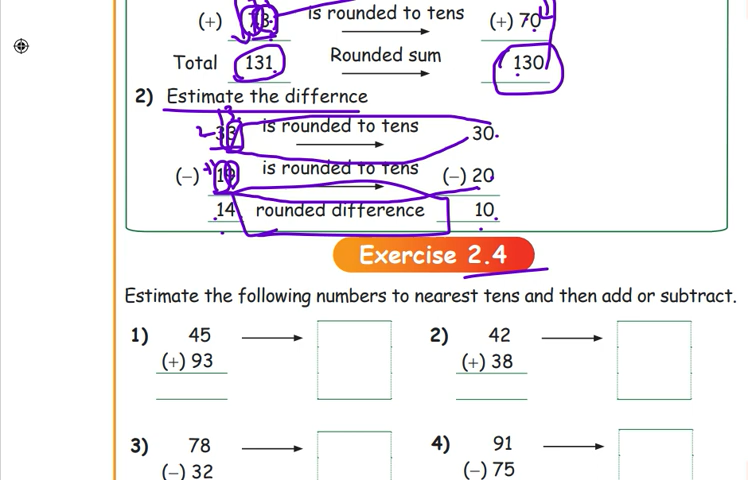 (+) is rounded to tens (+) 70
Total 131 Rounded sum 130
2) Estimate the differnce
33 is rounded to tens 30
(–) 19 is rounded to tens (–) 20
14 rounded difference 10
Exercise 2.4
Estimate the following numbers to nearest tens and then add or subtract.
1) 45 2) 42
(+) 93 (+) 38
3) 78 4) 91
(–) 32 (–) 75